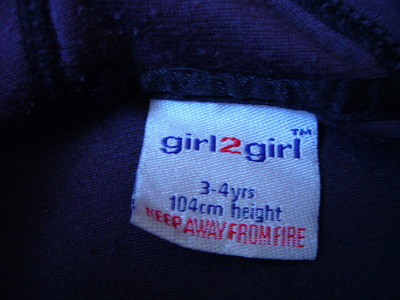 girl2girl™
3-4yrs
104cm height
KEEP AWAY FROM FIRE